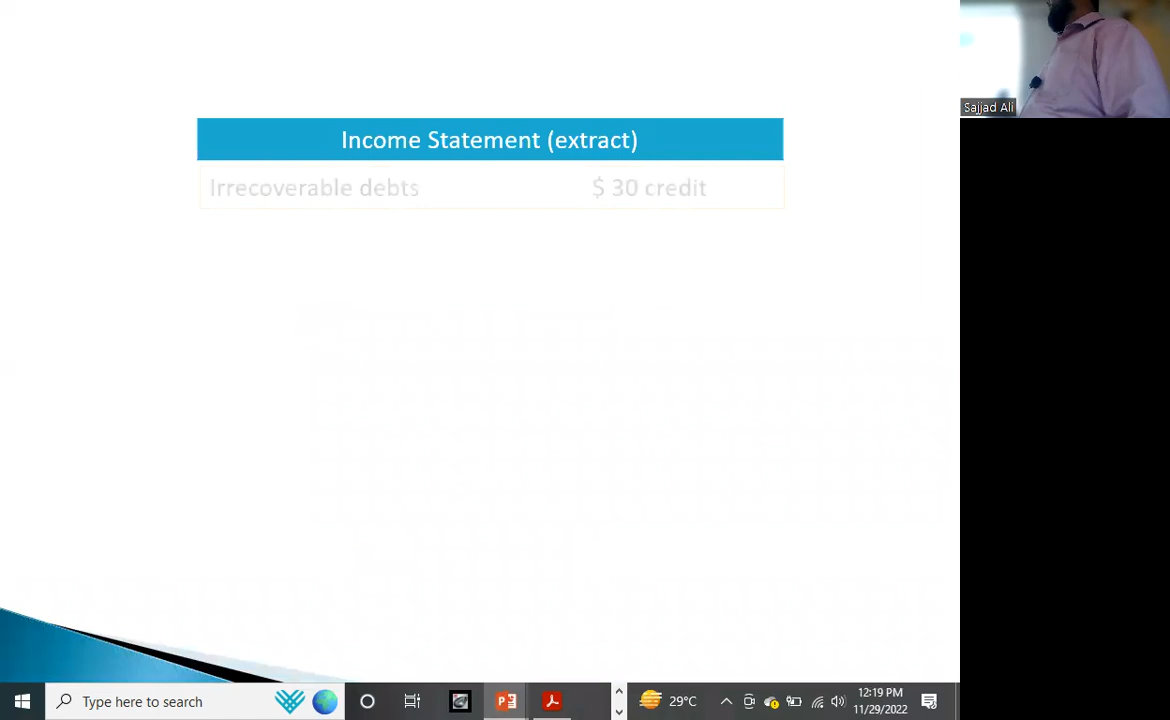 Sajjad Ali
Income Statement (extract)
Irrecoverable debts $ 30 credit
Type here to search
29°C
12:19 PM
11/29/2022